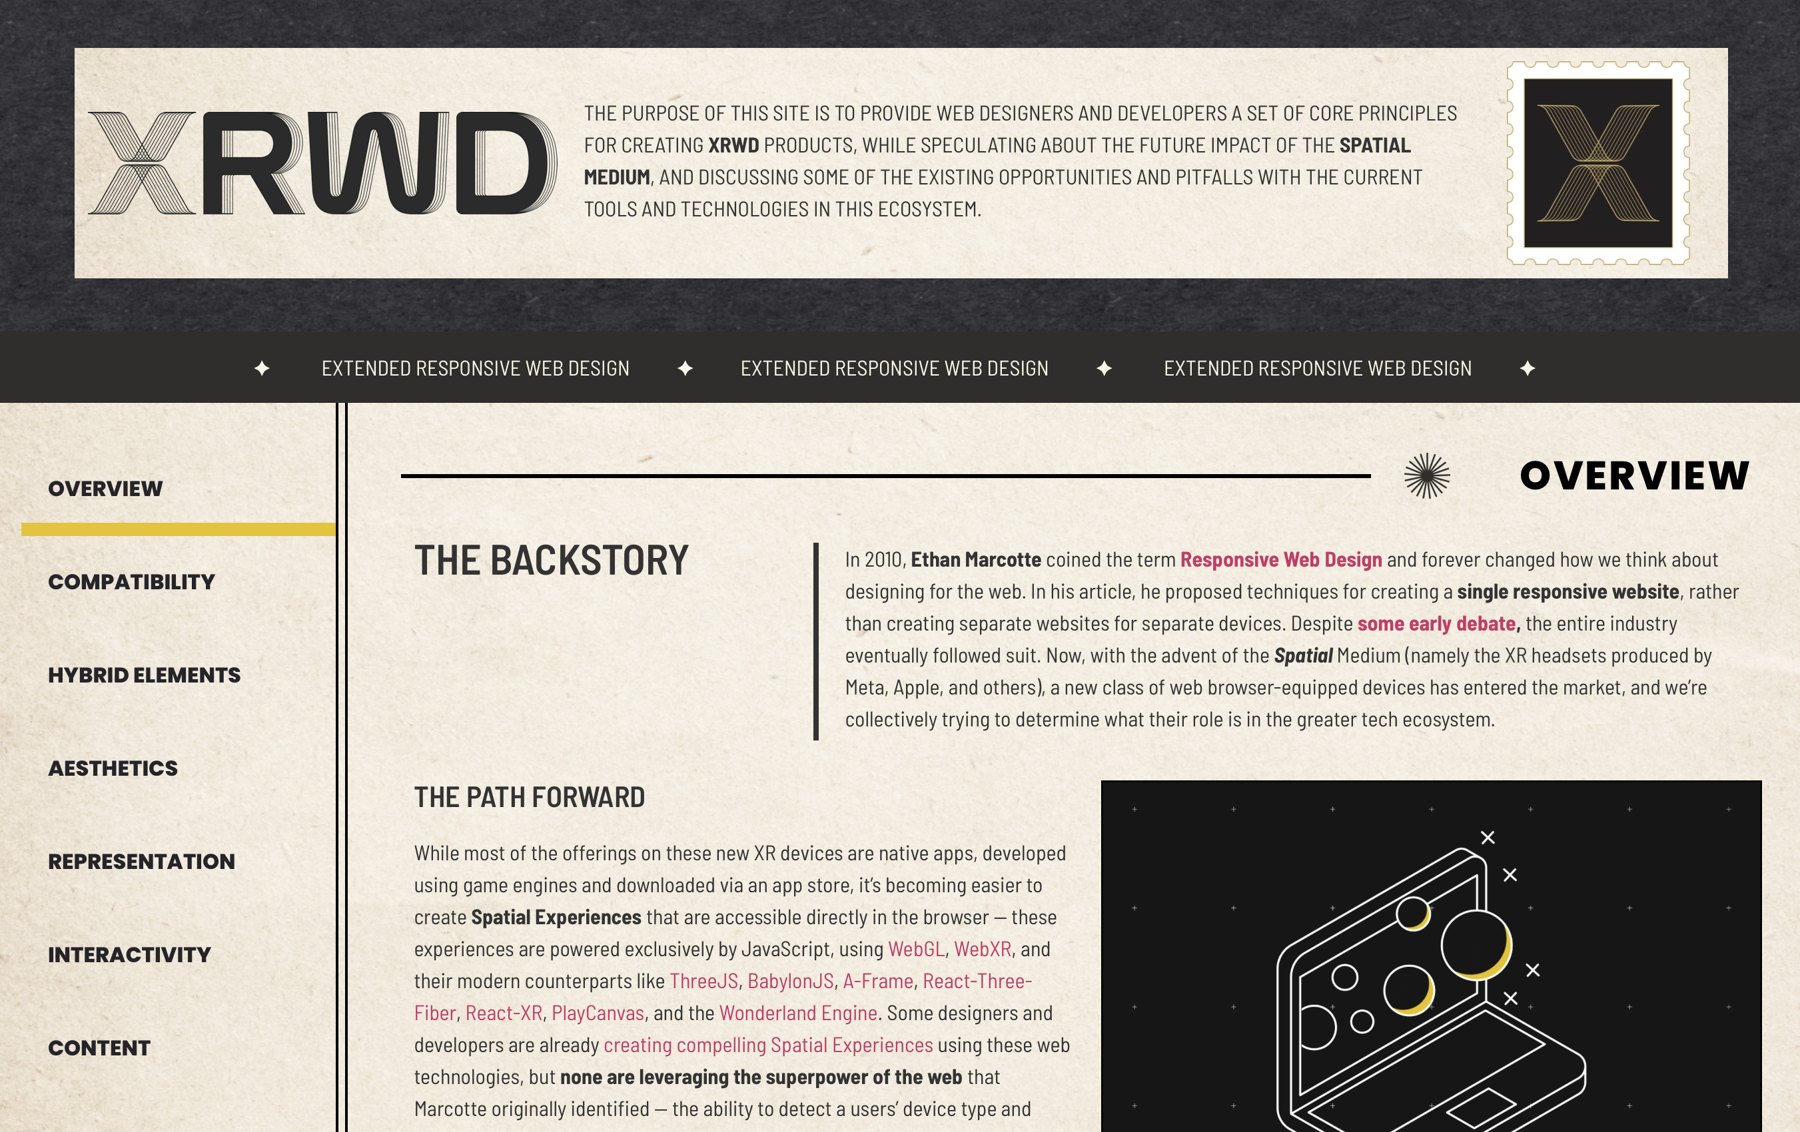 XRWD
THE PURPOSE OF THIS SITE IS TO PROVIDE WEB DESIGNERS AND DEVELOPERS A SET OF CORE PRINCIPLES
FOR CREATING XRWD PRODUCTS, WHILE SPECULATING ABOUT THE FUTURE IMPACT OF THE SPATIAL
MEDIUM, AND DISCUSSING SOME OF THE EXISTING OPPORTUNITIES AND PITFALLS WITH THE CURRENT
TOOLS AND TECHNOLOGIES IN THIS ECOSYSTEM.
X
EXTENDED RESPONSIVE WEB DESIGN
EXTENDED RESPONSIVE WEB DESIGN
EXTENDED RESPONSIVE WEB DESIGN
OVERVIEW
COMPATIBILITY
HYBRID ELEMENTS
AESTHETICS
REPRESENTATION
INTERACTIVITY
CONTENT
OVERVIEW
THE BACKSTORY
In 2010, Ethan Marcotte coined the term Responsive Web Design and forever changed how we think about
designing for the web. In his article, he proposed techniques for creating a single responsive website, rather
than creating separate websites for separate devices. Despite some early debate, the entire industry
eventually followed suit. Now, with the advent of the Spatial Medium (namely the XR headsets produced by
Meta, Apple, and others), a new class of web browser-equipped devices has entered the market, and we're
collectively trying to determine what their role is in the greater tech ecosystem.
THE PATH FORWARD
While most of the offerings on these new XR devices are native apps, developed
using game engines and downloaded via an app store, it's becoming easier to
create Spatial Experiences that are accessible directly in the browser — these
experiences are powered exclusively by JavaScript, using WebGL, WebXR, and
their modern counterparts like ThreeJS, BabylonJS, A-Frame, React-Three-
Fiber, React-XR, PlayCanvas, and the Wonderland Engine. Some designers and
developers are already creating compelling Spatial Experiences using these web
technologies, but none are leveraging the superpower of the web that
Marcotte originally identified — the ability to detect a users' device type and